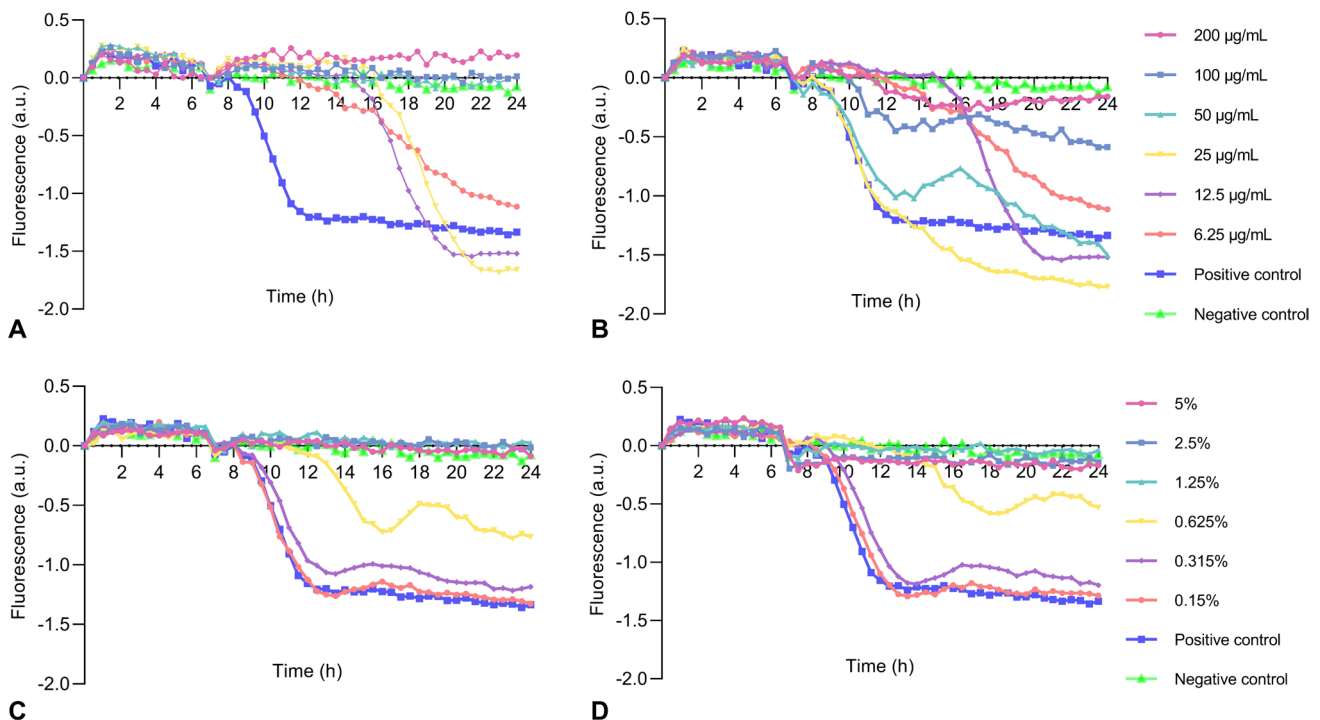 0.5
0.0
-0.5
-1.0
-1.5
-2.0
Fluorescence (a.u.)
2 4 6 8 10 12 14 16 18 20 22 24
Time (h)
A
0.5
0.0
-0.5
-1.0
-1.5
-2.0
Fluorescence (a.u.)
2 4 6 8 10 12 14 16 18 20 22 24
Time (h)
B
200 µg/mL
100 µg/mL
50 µg/mL
25 µg/mL
12.5 µg/mL
6.25 µg/mL
Positive control
Negative control
0.5
0.0
-0.5
-1.0
-1.5
-2.0
Fluorescence (a.u.)
2 4 6 8 10 12 14 16 18 20 22 24
Time (h)
C
0.5
0.0
-0.5
-1.0
-1.5
-2.0
Fluorescence (a.u.)
2 4 6 8 10 12 14 16 18 20 22 24
Time (h)
D
5%
2.5%
1.25%
0.625%
0.315%
0.15%
Positive control
Negative control